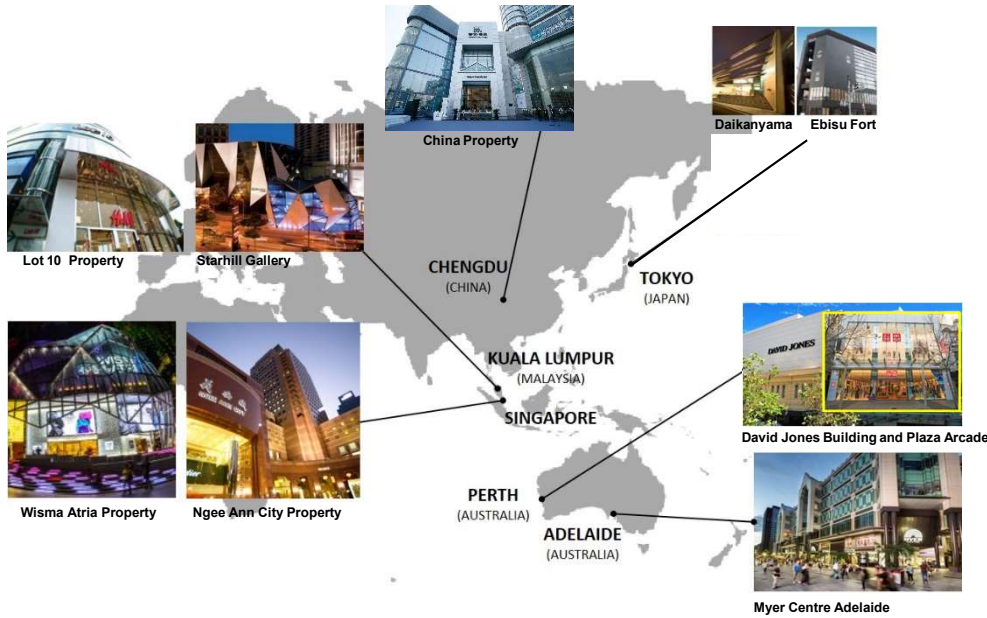 China Property
Daikanyama
Ebisu Fort
H&M
Lot 10 Property
Starhill Gallery
CHENGDU
(CHINA)
TOKYO
(JAPAN)
KUALA LUMPUR
(MALAYSIA)
SINGAPORE
DAVID JONES
David Jones Building and Plaza Arcade
Wisma Atria Property
Ngee Ann City Property
PERTH
(AUSTRALIA)
ADELAIDE
(AUSTRALIA)
Myer Centre Adelaide